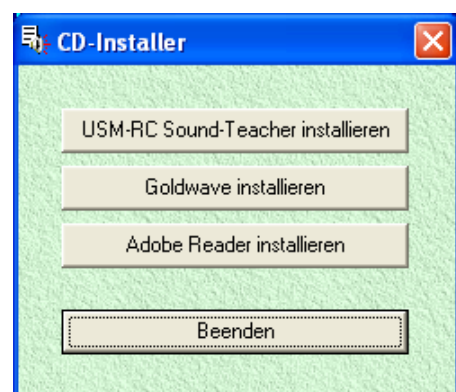 CD-Installer
USM-RC Sound-Teacher installieren
Goldwave installieren
Adobe Reader installieren
Beenden